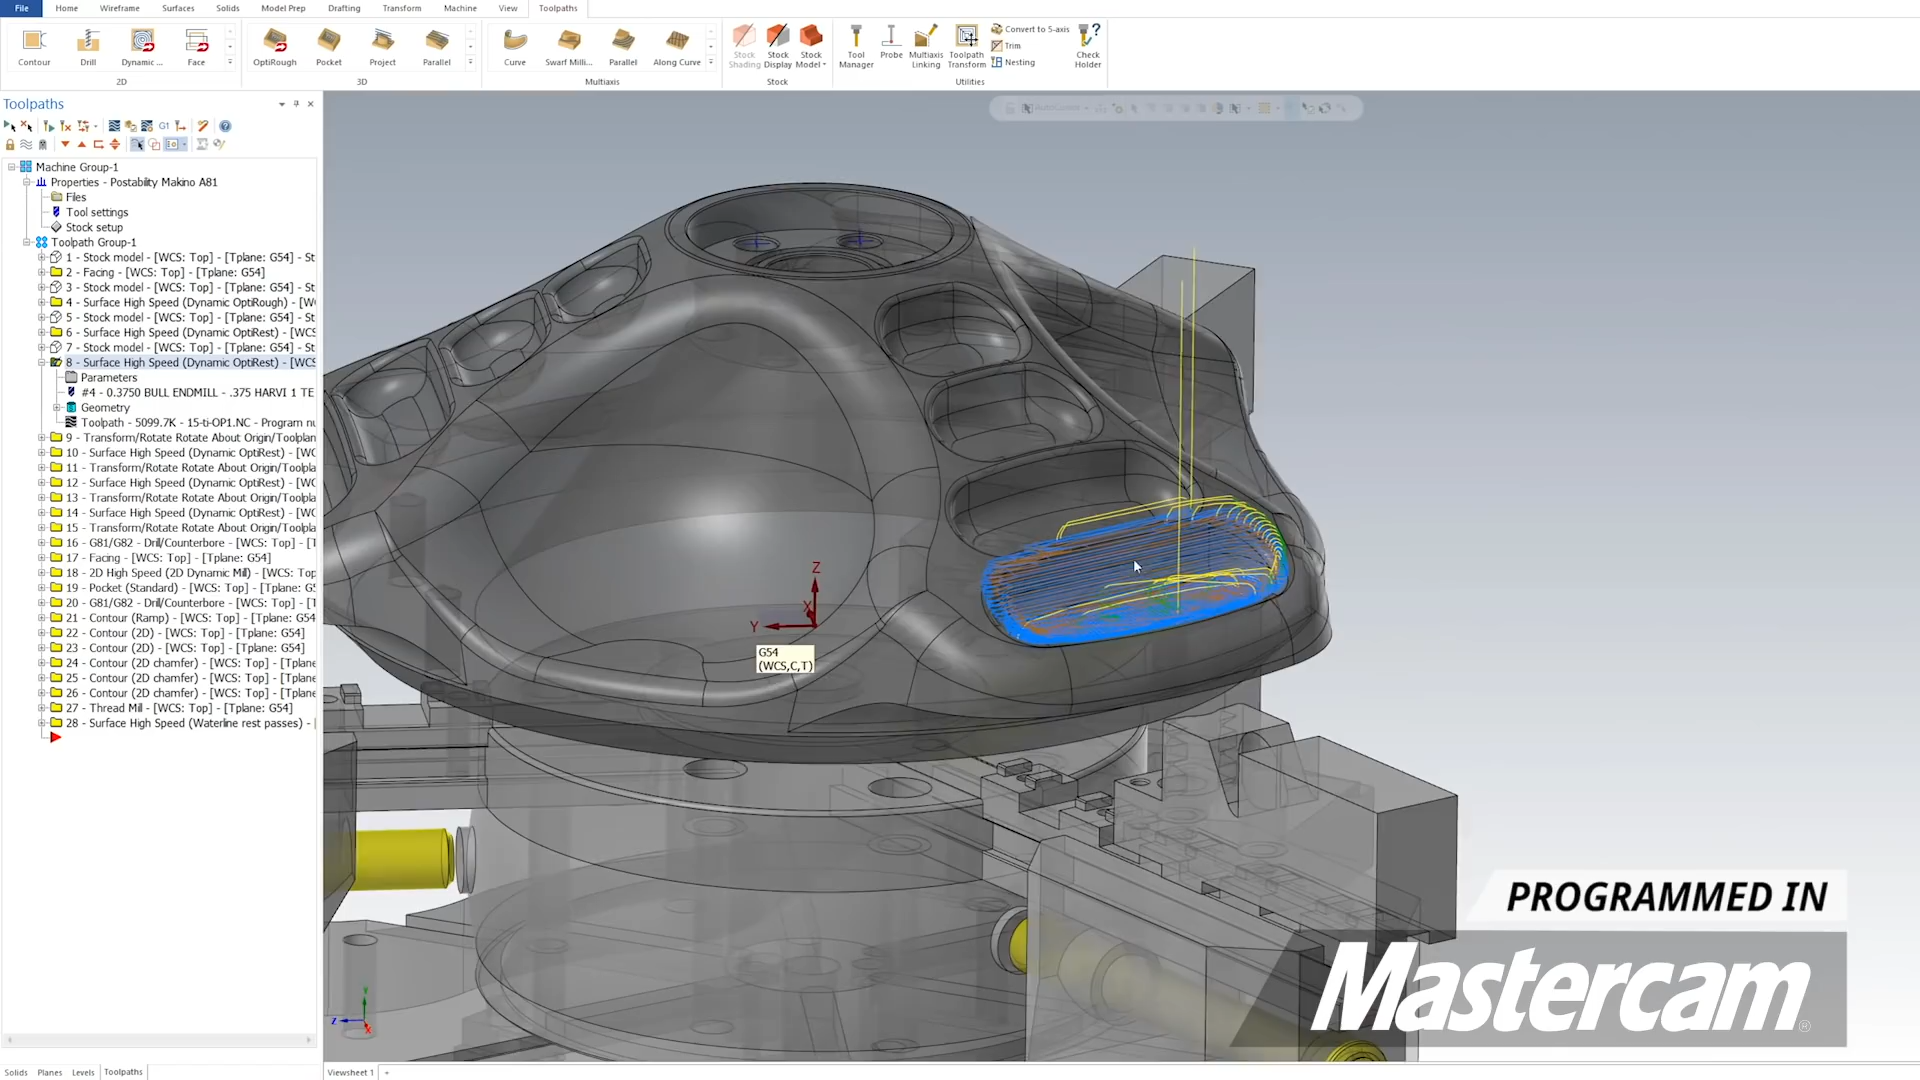 File Home Wireframe Surfaces Solids Model Prep Drafting Transform Machine View Toolpaths
Contour Drill Dynamic ... Face
2D
OptiRough Pocket Project Parallel
3D
Curve Swarf Milli... Parallel Along Curve
Multiaxis
Stock Shading
Stock Display
Stock Model
Stock
Tool Manager
Probe
Multiaxis Linking
Toolpath Transform
Convert to 5-axis
Trim
Nesting
Check Holder
Utilities
Toolpaths
G1
Machine Group-1
Properties - Postability Makino A81
Files
Tool settings
Stock setup
Toolpath Group-1
1 - Stock model - [WCS: Top] - [Tplane: G54] - St
2 - Facing - [WCS: Top] - [Tplane: G54]
3 - Stock model - [WCS: Top] - [Tplane: G54] - St
4 - Surface High Speed (Dynamic OptiRough) - [W
5 - Stock model - [WCS: Top] - [Tplane: G54] - St
6 - Surface High Speed (Dynamic OptiRest) - [WCS
7 - Stock model - [WCS: Top] - [Tplane: G54] - St
8 - Surface High Speed (Dynamic OptiRest) - [WCS
Parameters
#4 - 0.3750 BULL ENDMILL - .375 HARVI 1 TE
Geometry
Toolpath - 5099.7K - 15-ti-OP1.NC - Program nu
9 - Transform/Rotate Rotate About Origin/Toolplan
10 - Surface High Speed (Dynamic OptiRest) - [WC
11 - Transform/Rotate Rotate About Origin/Toolpla
12 - Surface High Speed (Dynamic OptiRest) - [WC
13 - Transform/Rotate Rotate About Origin/Toolpla
14 - Surface High Speed (Dynamic OptiRest) - [WC
15 - Transform/Rotate Rotate About Origin/Toolpla
16 - G81/G82 - Drill/Counterbore - [WCS: Top] - [T
17 - Facing - [WCS: Top] - [Tplane: G54]
18 - 2D High Speed (2D Dynamic Mill) - [WCS: Top
19 - Pocket (Standard) - [WCS: Top] - [Tplane: G5
20 - G81/G82 - Drill/Counterbore - [WCS: Top] - [T
21 - Contour (Ramp) - [WCS: Top] - [Tplane: G54
22 - Contour (2D) - [WCS: Top] - [Tplane: G54]
23 - Contour (2D) - [WCS: Top] - [Tplane: G54]
24 - Contour (2D chamfer) - [WCS: Top] - [Tplane
25 - Contour (2D chamfer) - [WCS: Top] - [Tplane
26 - Contour (2D chamfer) - [WCS: Top] - [Tplane
27 - Thread Mill - [WCS: Top] - [Tplane: G54]
28 - Surface High Speed (Waterline rest passes) - [
Z
X
Y
G54
(WCS,C,T)
Y
Z
X
PROGRAMMED IN
Mastercam®
Solids Planes Levels Toolpaths
Viewsheet 1 +